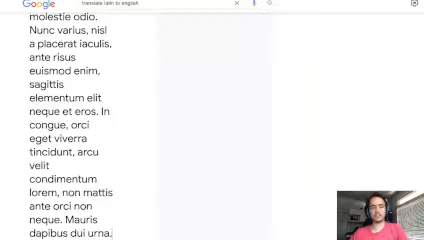 Google
translate latin to english
molestie odio.
Nunc varius, nisl
a placerat iaculis,
ante risus
euismod enim,
sagittis
elementum elit
neque et eros. In
congue, orci
eget viverra
tincidunt, arcu
velit
condimentum
lorem, non mattis
ante orci non
neque. Mauris
dapibus dui urna.